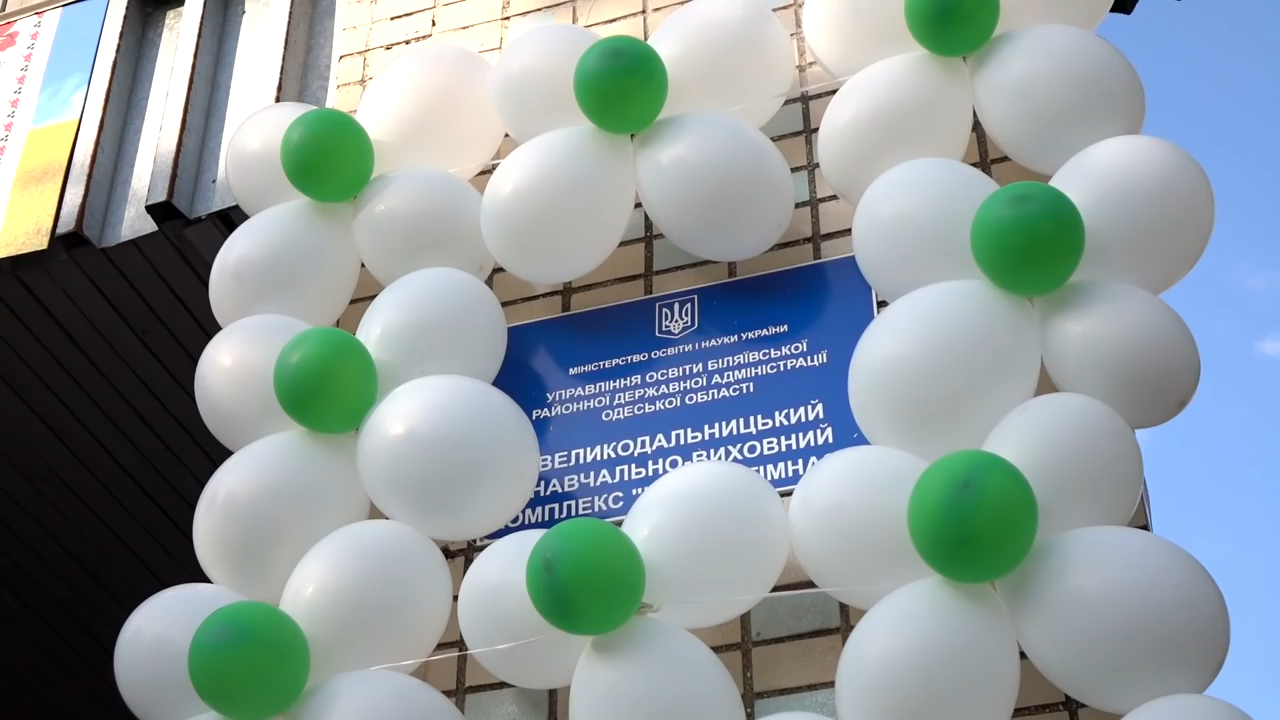 МІНІСТЕРСТВО ОСВІТИ І НАУКИ УКРАЇНИ
УПРАВЛІННЯ ОСВІТИ БІЛЯЇВСЬКОЇ
РАЙОННОЇ ДЕРЖАВНОЇ АДМІНІСТРАЦІЇ
ОДЕСЬКОЇ ОБЛАСТІ
ВЕЛИКОДАЛЬНИЦЬКИЙ
НАВЧАЛЬНО-ВИХОВНИЙ
КОМПЛЕКС